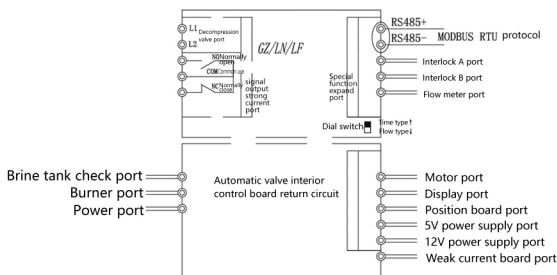 L1 Decompression
valve port
L2
GZ/LN/LF
NO Normally
open
COM Common use
NC Normally
close
signal
output
strong
current
port
Special
function
expand
port
Dial switch
Time type↑
Flow type↓
RS485+
RS485-
MODBUS RTU protocol
Interlock A port
Interlock B port
Flow meter port
Brine tank check port
Burner port
Power port
Automatic valve interior
control board return circuit
Motor port
Display port
Position board port
5V power supply port
12V power supply port
Weak current board port